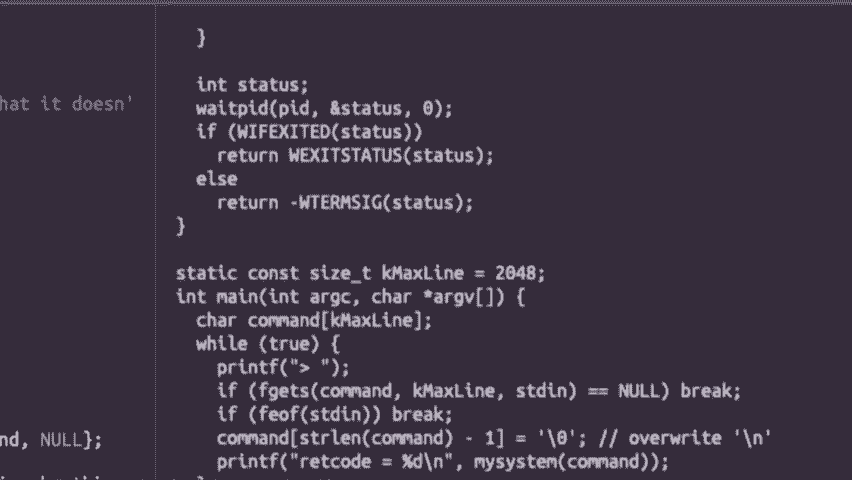 }
int status;
hat it doesn'
waitpid(pid, &status, 0);
if (WIFEXITED(status))
return WEXITSTATUS(status);
else
return -WTERMSIG(status);
}
static const size_t kMaxLine = 2048;
int main(int argc, char *argv[]) {
char command[kMaxLine];
while (true) {
printf("> ");
if (fgets(command, kMaxLine, stdin) == NULL) break;
if (feof(stdin)) break;
nd, NULL};
command[strlen(command) - 1] = '\0'; // overwrite '\n'
printf("retcode = %d\n", mysystem(command));